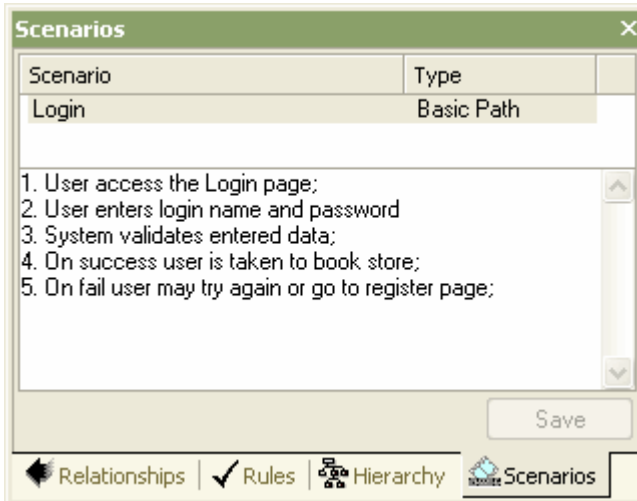 Scenarios
Scenario Type
Login Basic Path
1. User access the Login page;
2. User enters login name and password
3. System validates entered data;
4. On success user is taken to book store;
5. On fail user may try again or go to register page;
Save
Relationships Rules Hierarchy Scenarios